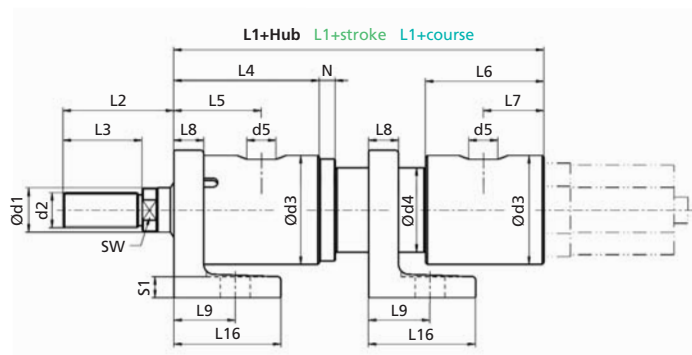 L1+Hub L1+stroke L1+course
L4 N L6
L2 L5 L7
L3 L8 d5 L8 d5
Ød1 d2 Ød3 Ød4 Ød3
SW
S1
L9 L9
L16 L16